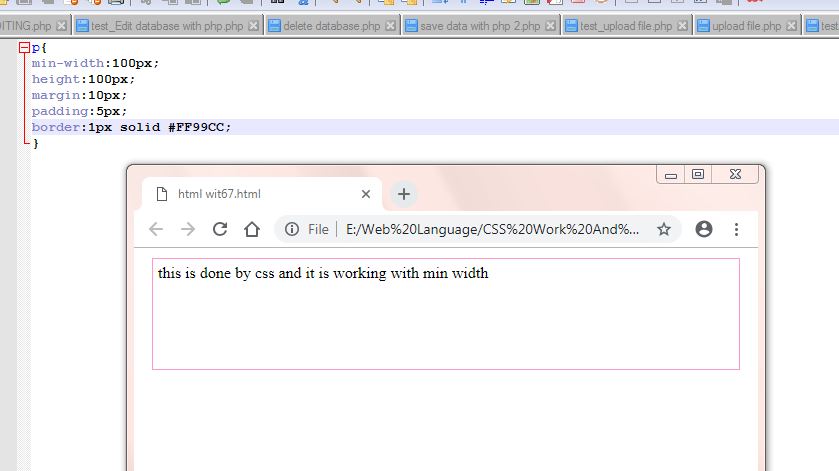 DITING.php
test_Edit database with php.php
delete database.php
save data with php 2.php
test_upload file.php
upload file.php
test
p{
min-width:100px;
height:100px;
margin:10px;
padding:5px;
border:1px solid #FF99CC;
}
html wit67.html
File
E:/Web%20Language/CSS%20Work%20And%...
this is done by css and it is working with min width